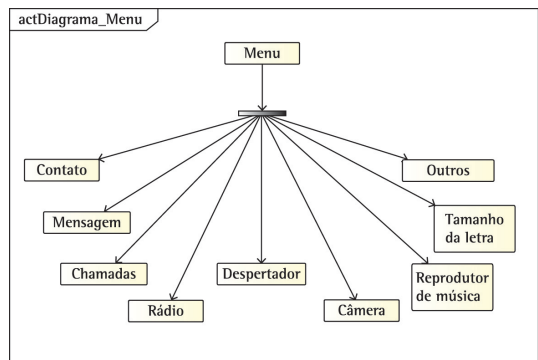 actDiagrama_Menu
Menu
Contato
Outros
Mensagem
Tamanho
da letra
Chamadas
Despertador
Reprodutor
de música
Rádio
Câmera